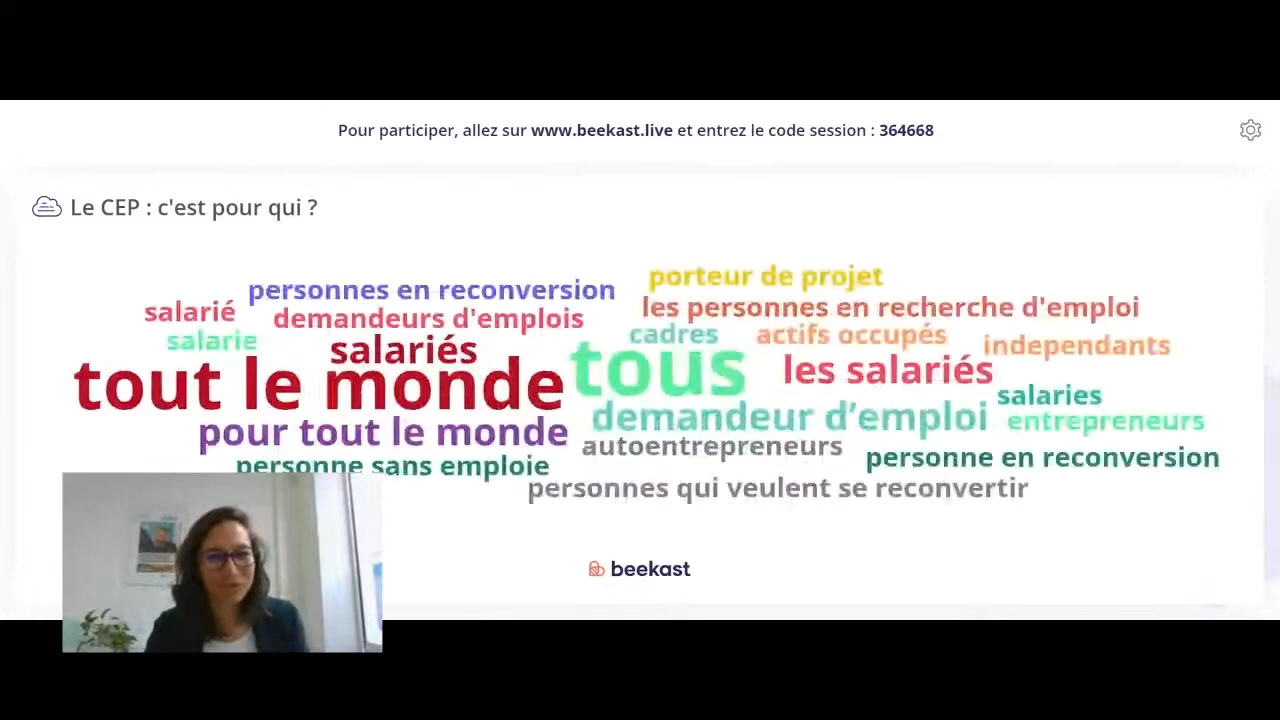 Pour participer, allez sur www.beekast.live et entrez le code session : 364668
Le CEP : c'est pour qui ?
porteur de projet
personnes en reconversion
les personnes en recherche d'emploi
salarié
demandeurs d'emplois
cadres
actifs occupés
independants
salarie
salariés
tout le monde
tous
les salariés
salaries
demandeur d’emploi
entrepreneurs
pour tout le monde
autoentrepreneurs
personne en reconversion
personne sans emploie
personnes qui veulent se reconvertir
beekast